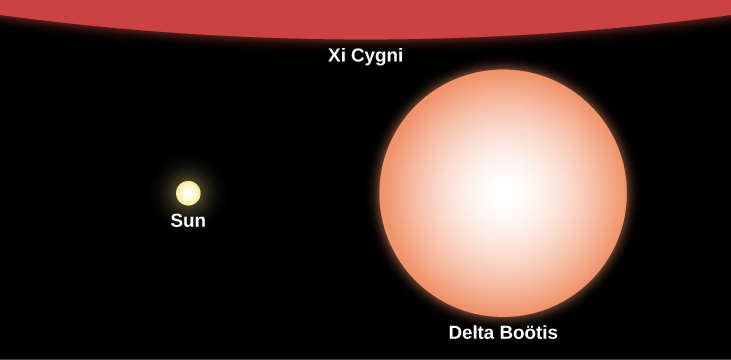 Xi Cygni
Sun
Delta Boötis